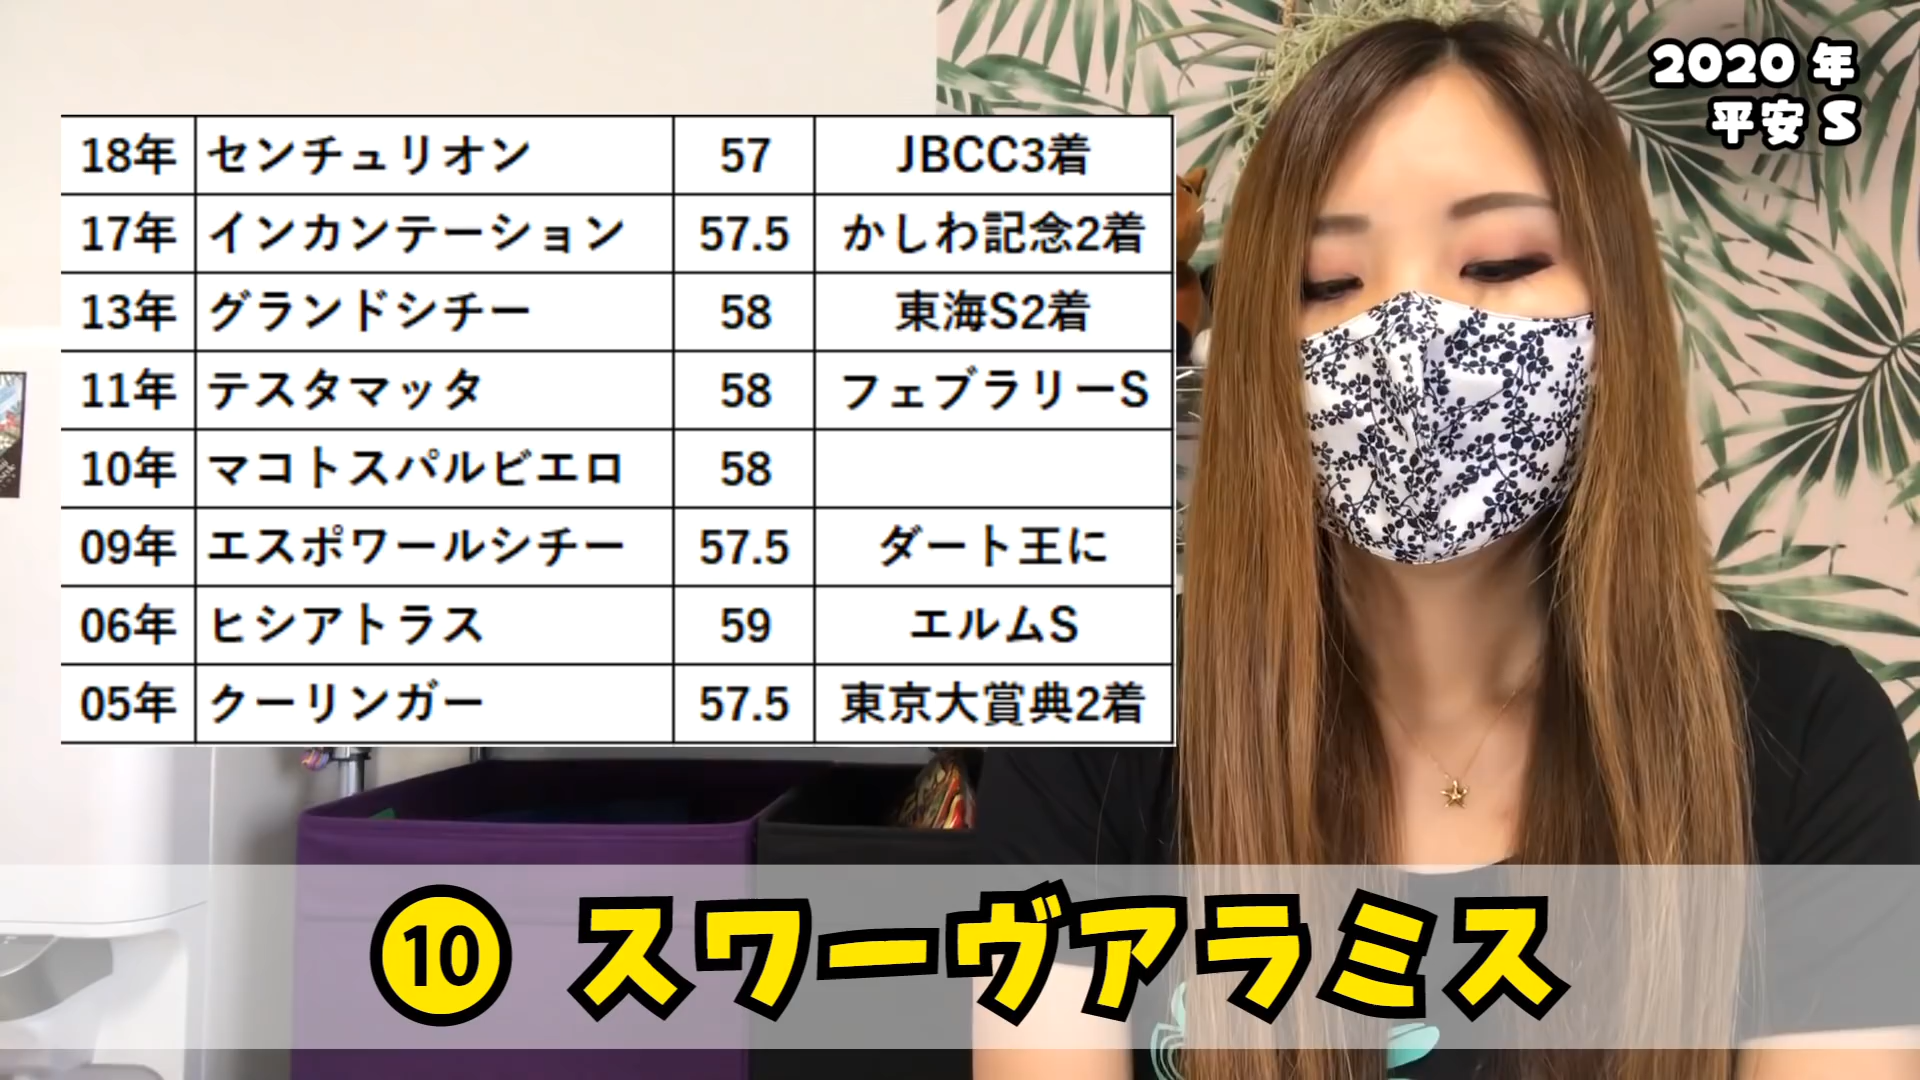 2020年
平安S
18年 センチュリオン 57 JBCC3着
17年 インカンテーション 57.5 かしわ記念2着
13年 グランドシチー 58 東海S2着
11年 テスタマッタ 58 フェブラリーS
10年 マコトスパルビエロ 58
09年 エスポワールシチー 57.5 ダート王に
06年 ヒシアトラス 59 エルムS
05年 クーリンガー 57.5 東京大賞典2着
⑩ スワーヴアラミス